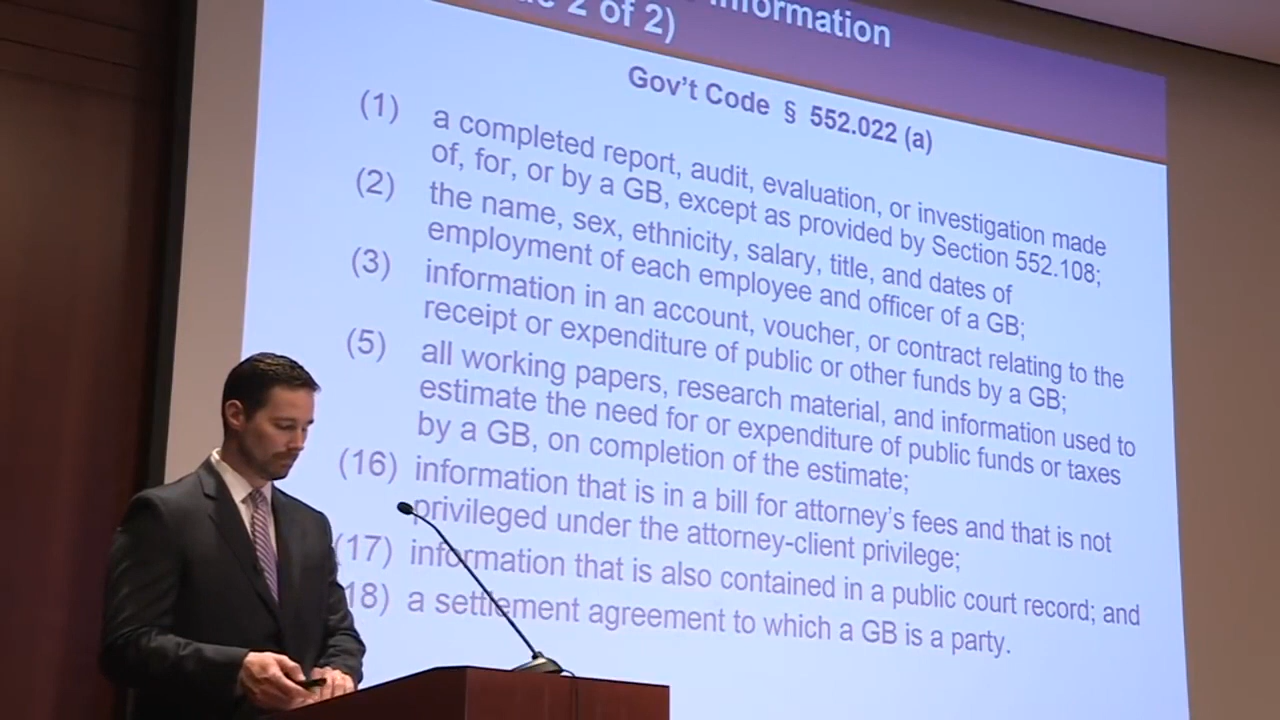 Information
2 of 2)
Gov't Code § 552.022 (a)
(1) a completed report, audit, evaluation, or investigation made
of, for, or by a GB, except as provided by Section 552.108;
(2) the name, sex, ethnicity, salary, title, and dates of
employment of each employee and officer of a GB;
(3) information in an account, voucher, or contract relating to the
receipt or expenditure of public or other funds by a GB;
(5) all working papers, research material, and information used to
estimate the need for or expenditure of public funds or taxes
by a GB, on completion of the estimate;
(16) information that is in a bill for attorney's fees and that is not
privileged under the attorney-client privilege;
(17) information that is also contained in a public court record; and
18) a settlement agreement to which a GB is a party.